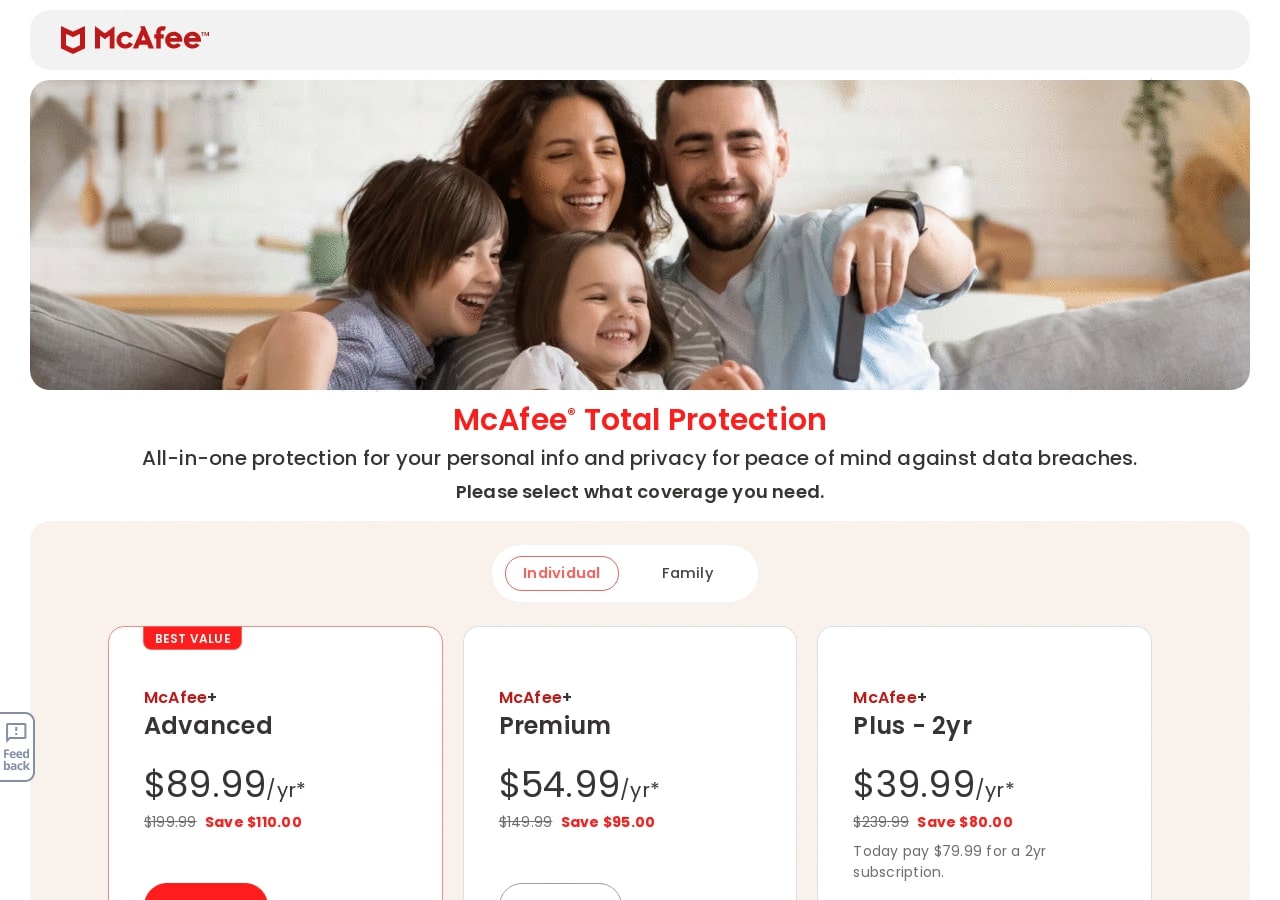 McAfee™
McAfee® Total Protection
All-in-one protection for your personal info and privacy for peace of mind against data breaches.
Please select what coverage you need.
Individual
Family
BEST VALUE
McAfee+
Advanced
$89.99/yr*
$199.99 Save $110.00
McAfee+
Premium
$54.99/yr*
$149.99 Save $95.00
McAfee+
Plus - 2yr
$39.99/yr*
$239.99 Save $80.00
Today pay $79.99 for a 2yr
subscription.
Feed
back